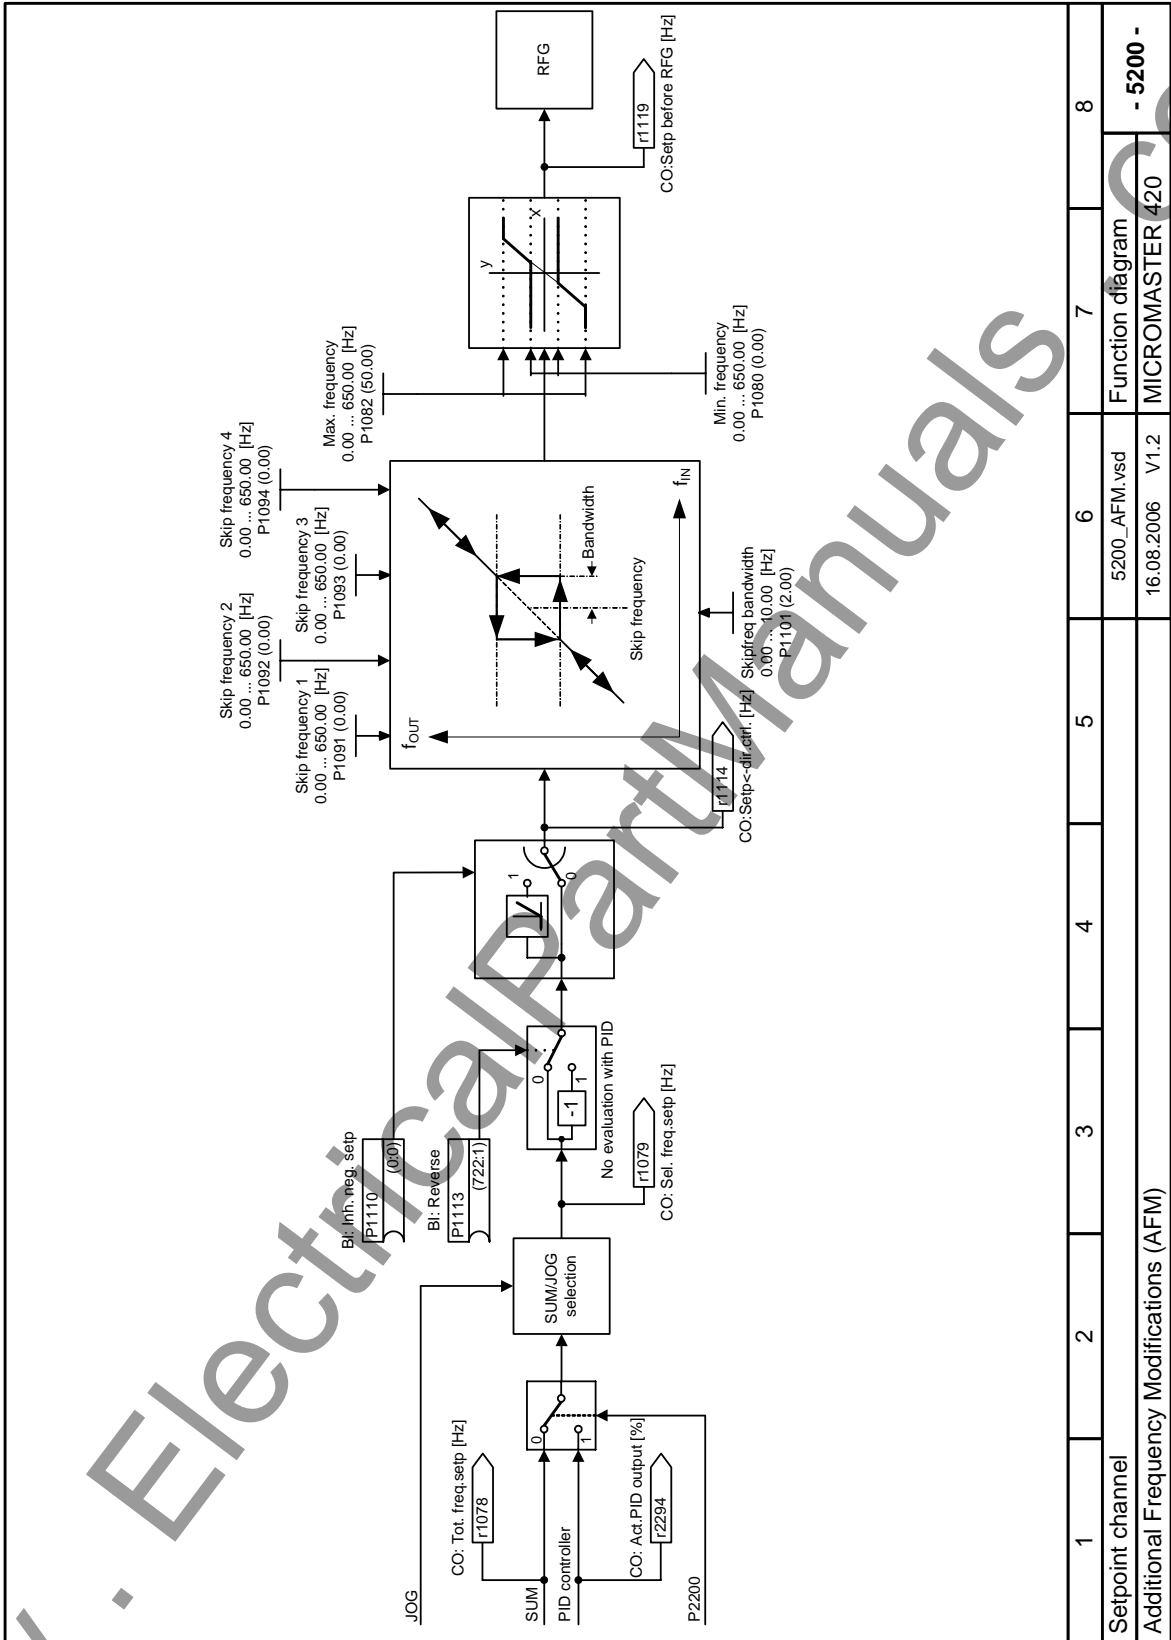 JOG
SUM
PID controller
P2200
CO: Tot. freq.setp [Hz]
r1078
CO: Act.PID output [%]
r2294
0
1
SUM/JOG
selection
BI: Inh. neg. setp
P1110
(0:0)
BI: Reverse
P1113
(722:1)
r1079
CO: Sel. freq.setp [Hz]
0
1
-1
No evaluation with PID
1
0
r1114
CO:Setp<-dir.ctrl. [Hz]
Skip frequency 1
0.00 ... 650.00 [Hz]
P1091 (0.00)
Skip frequency 2
0.00 ... 650.00 [Hz]
P1092 (0.00)
Skip frequency 3
0.00 ... 650.00 [Hz]
P1093 (0.00)
Skip frequency 4
0.00 ... 650.00 [Hz]
P1094 (0.00)
fOUT
fIN
Bandwidth
Skip frequency
Skipfreq bandwidth
0.00 ... 10.00 [Hz]
P1101 (2.00)
Max. frequency
0.00 ... 650.00 [Hz]
P1082 (50.00)
Min. frequency
0.00 ... 650.00 [Hz]
P1080 (0.00)
y
x
r1119
CO:Setp before RFG [Hz]
RFG
1 2 3 4 5 6 7 8
Setpoint channel
Additional Frequency Modifications (AFM)
5200_AFM.vsd
16.08.2006 V1.2
Function diagram
MICROMASTER 420
- 5200 -
. ElectricalPartManuals .